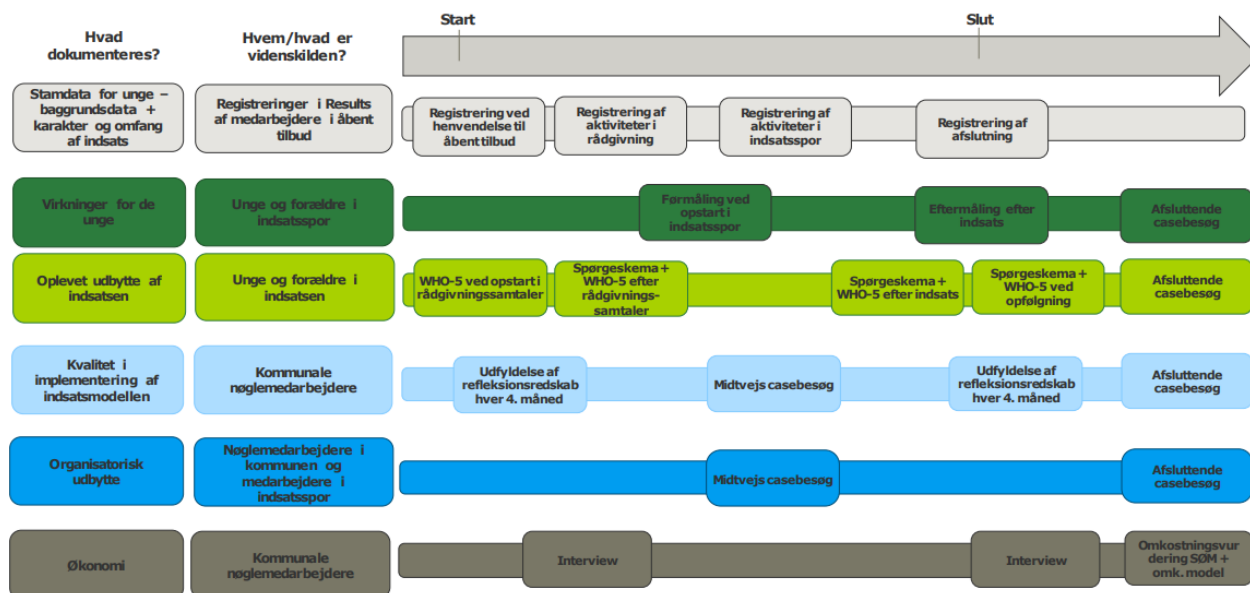 Hvad
dokumenteres?
Hvem/hvad er
videnskilden?
Start
Slut
Stamdata for unge –
baggrundsdata +
karakter og omfang
af indsats
Registreringer i Results
af medarbejdere i åbent
tilbud
Registrering ved
henvendelse til
åbent tilbud
Registrering af
aktiviteter i
rådgivning
Registrering af
aktiviteter i
indsatsspor
Registrering af
afslutning
Virkninger for de
unge
Unge og forældre i
indsatsspor
Førmåling ved
opstart i
indsatsspor
Eftermåling efter
indsats
Afsluttende
casebesøg
Oplevet udbytte af
indsatsen
Unge og forældre i
indsatsen
WHO-5 ved opstart i
rådgivningssamtaler
Spørgeskema +
WHO-5 efter
rådgivnings-
samtaler
Spørgeskema +
WHO-5 efter indsats
Spørgeskema +
WHO-5 ved
opfølgning
Afsluttende
casebesøg
Kvalitet i
implementering af
indsatsmodellen
Kommunale
nøglemedarbejdere
Udfyldelse af
refleksionsredskab
hver 4. måned
Midtvejs casebesøg
Udfyldelse af
refleksionsredskab
hver 4. måned
Afsluttende
casebesøg
Organisatorisk
udbytte
Nøglemedarbejdere i
kommunen og
medarbejdere i
indsatsspor
Midtvejs casebesøg
Afsluttende
casebesøg
Økonomi
Kommunale
nøglemedarbejdere
Interview
Interview
Omkostningsvur
dering SØM +
omk. model